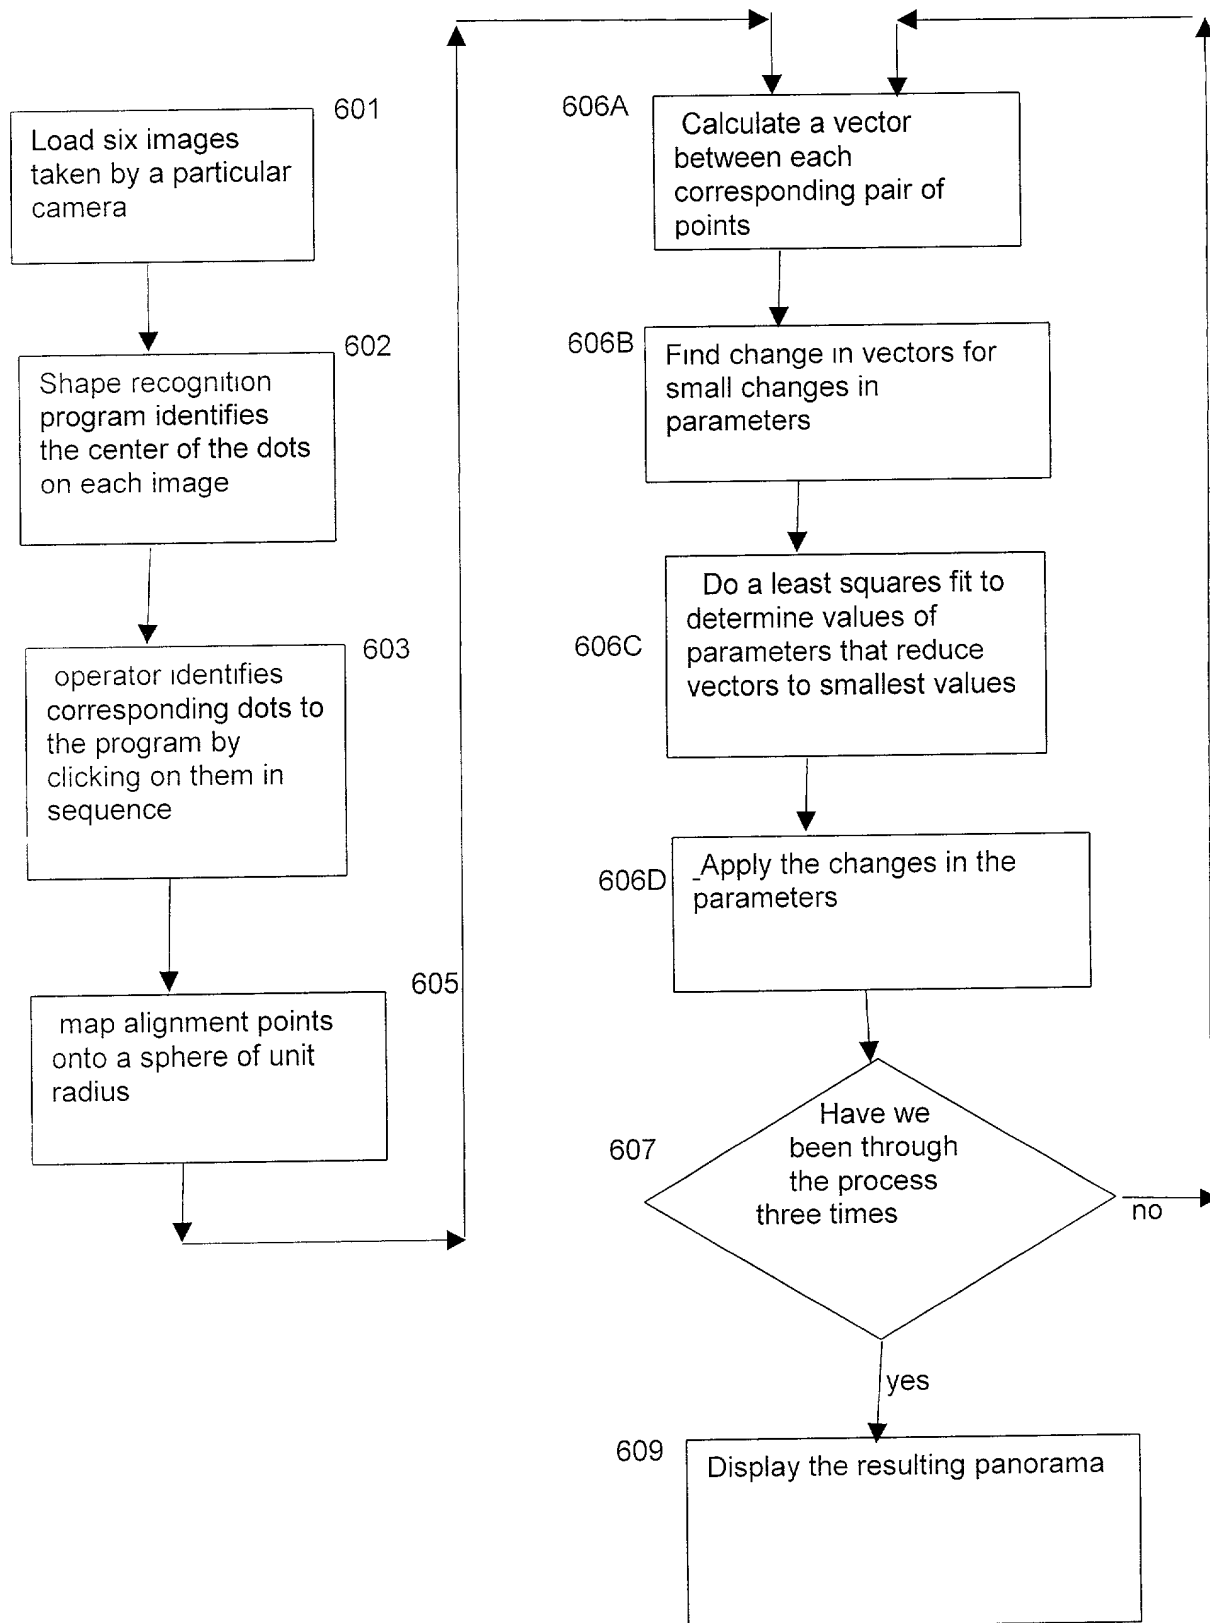 601
Load six images
taken by a particular
camera
602
Shape recognition
program identifies
the center of the dots
on each image
603
operator identifies
corresponding dots to
the program by
clicking on them in
sequence
605
map alignment points
onto a sphere of unit
radius
606A
Calculate a vector
between each
corresponding pair of
points
606B
Find change in vectors for
small changes in
parameters
606C
Do a least squares fit to
determine values of
parameters that reduce
vectors to smallest values
606D
Apply the changes in the
parameters
607
Have we
been through
the process
three times
no
yes
609
Display the resulting panorama